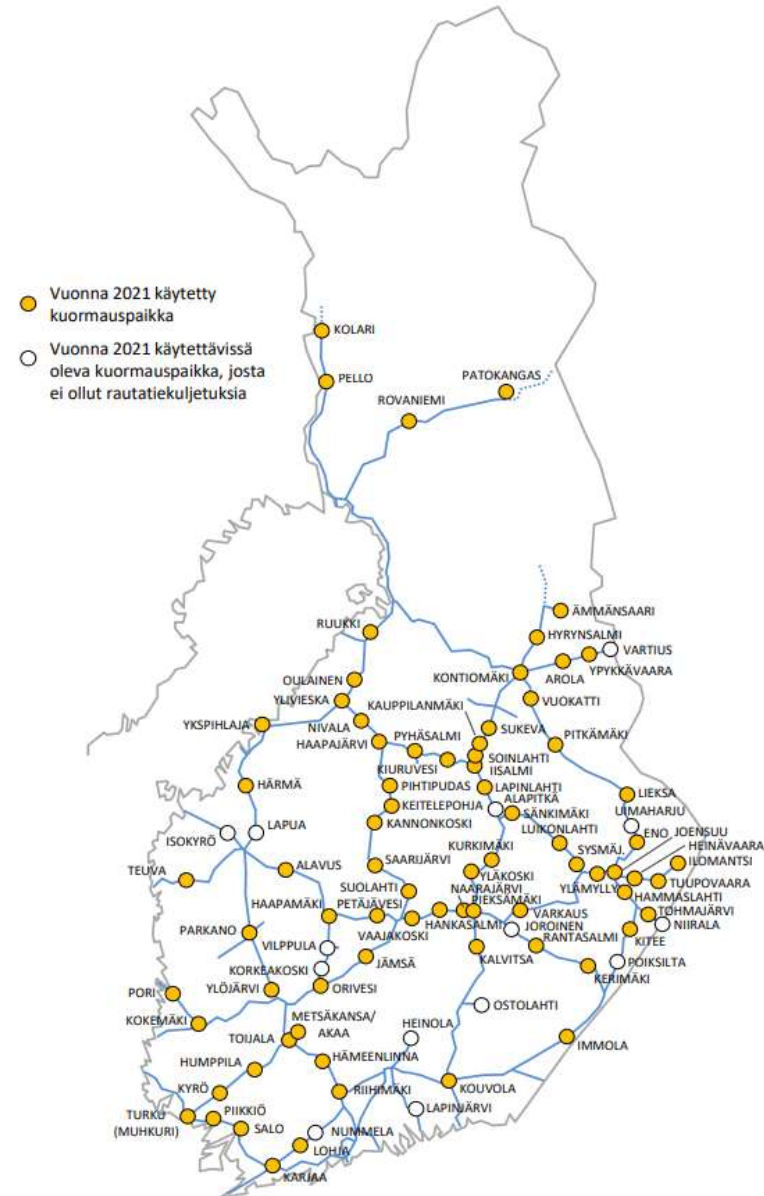 Vuonna 2021 käytetty
kuormauspaikka
Vuonna 2021 käytettävissä
oleva kuormauspaikka, josta
ei ollut rautatiekuljetuksia
KOLARI
PELLO
PATOKANGAS
ROVANIEMI
ÄMMÄNSAARI
RUUKKI
HYRYNSALMI
VARTIUS
KONTIOMÄKI
AROLA
YPYKKÄVAARA
OULAINEN
YLIVIESKA
KAUPPILANMÄKI
VUOKATTI
YKSPIHLAJA
NIVALA
PYHÄSALMI
SUKEVA
PITKÄMÄKI
HAAPAJÄRVI
SOINLAHTI
KIURUVESI
IISALMI
HÄRMÄ
PIHTIPUDAS
LAPINLAHTI
LIEKSA
KEITELEPOHJA
ALAPITKÄ
UIMAHARJU
SÄNKIMÄKI
ISOKYRÖ
LAPUA
KANNONKOSKI
LUIKONLAHTI
ENO
JOENSUU
KURKIMÄKI
SYSMÄJ.
HEINÄVAARA
TEUVA
ALAVUS
SAARIJÄRVI
YLÄKOSKI
ILOMANTSI
SUOLAHTI
NAARAJÄRVI
YLÄMYLLY
TUUPOVAARA
HAAPAMÄKI
PETÄJÄVESI
PIEKSÄMÄKI
HAMMASLAHTI
VARKAUS
TOHMAJÄRVI
PARKANO
VAAJAKOSKI
HANKASALMI
JOROINEN
NIIRALA
VILPPULA
RANTASALMI
KITEE
KORKEAKOSKI
JÄMSÄ
KALVITSA
POIKSILTA
PORI
YLÖJÄRVI
ORIVESI
KERIMÄKI
KOKEMÄKI
METSÄKANSA/
AKAA
OSTOLAHTI
TOIJALA
HEINOLA
IMMOLA
HUMPPILA
HÄMEENLINNA
KYRÖ
RIIHIMÄKI
KOUVOLA
TURKU
(MUHKURI)
PIIKKIÖ
SALO
NUMMELA
LAPINJÄRVI
LOHJA
KARJAA